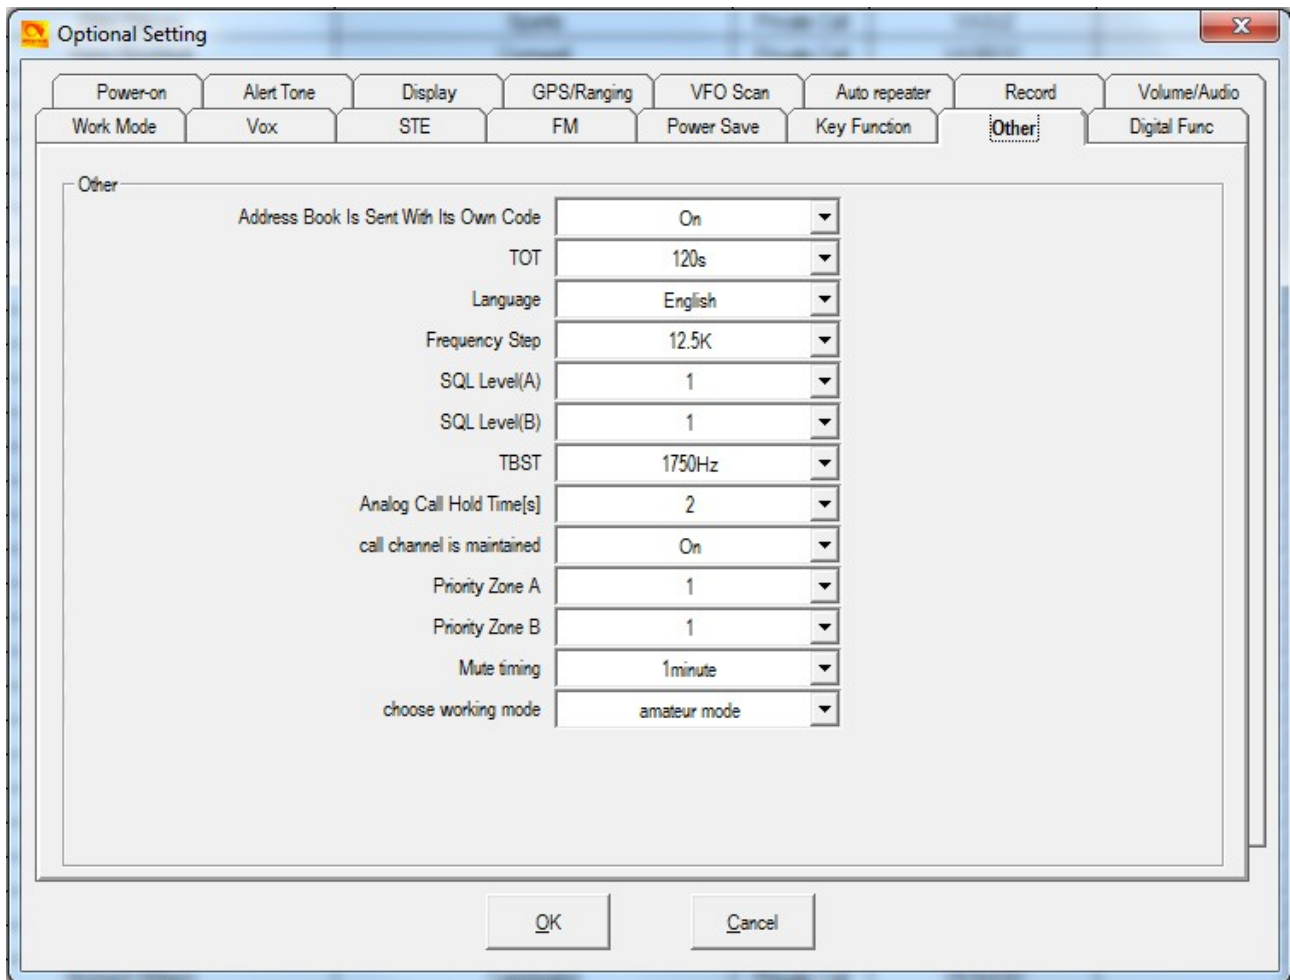 Optional Setting
Power-on Alert Tone Display GPS/Ranging VFO Scan Auto repeater Record Volume/Audio
Work Mode Vox STE FM Power Save Key Function Other Digital Func
Other
Address Book Is Sent With Its Own Code On
TOT 120s
Language English
Frequency Step 12.5K
SQL Level(A) 1
SQL Level(B) 1
TBST 1750Hz
Analog Call Hold Time[s] 2
call channel is maintained On
Priority Zone A 1
Priority Zone B 1
Mute timing 1minute
choose working mode amateur mode
OK Cancel